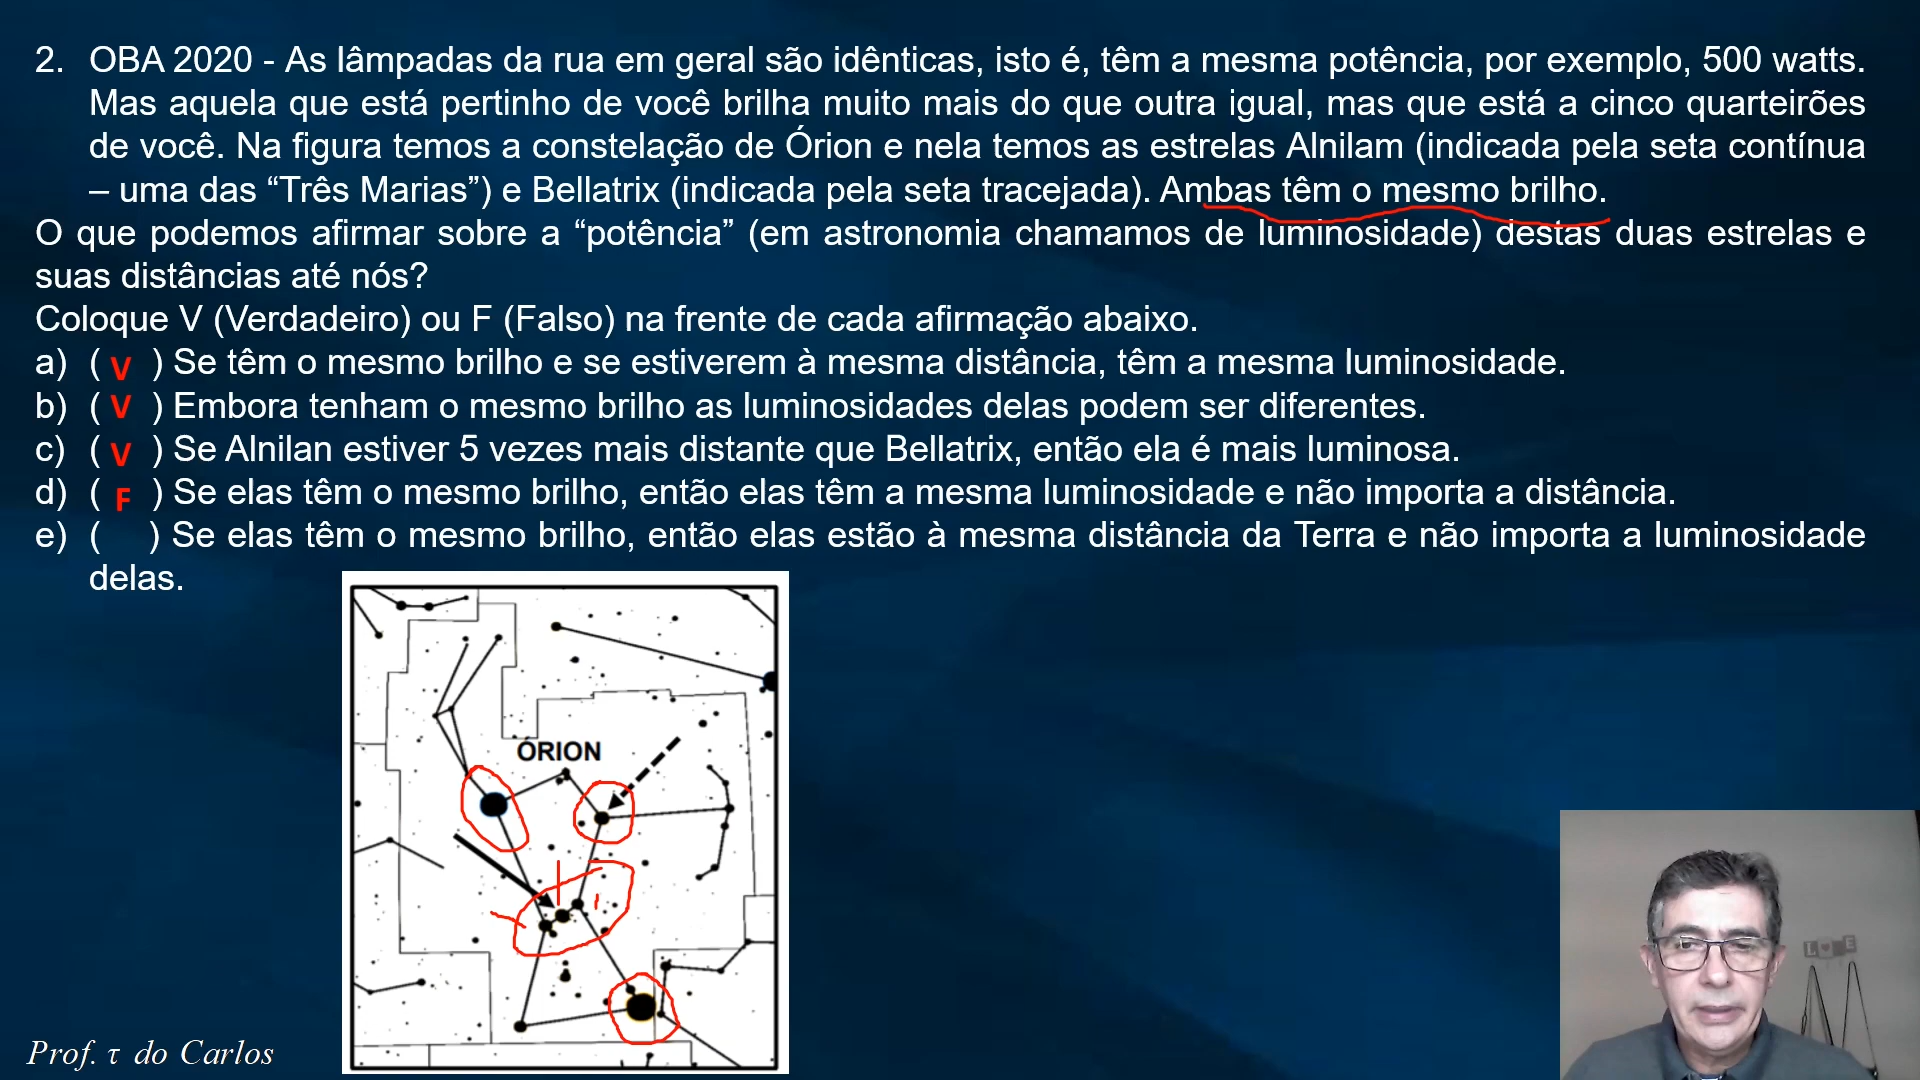 2. OBA 2020 - As lâmpadas da rua em geral são idênticas, isto é, têm a mesma potência, por exemplo, 500 watts.
Mas aquela que está pertinho de você brilha muito mais do que outra igual, mas que está a cinco quarteirões
de você. Na figura temos a constelação de Órion e nela temos as estrelas Alnilam (indicada pela seta contínua
– uma das “Três Marias”) e Bellatrix (indicada pela seta tracejada). Ambas têm o mesmo brilho.
O que podemos afirmar sobre a “potência” (em astronomia chamamos de luminosidade) destas duas estrelas e
suas distâncias até nós?
Coloque V (Verdadeiro) ou F (Falso) na frente de cada afirmação abaixo.
a) ( V ) Se têm o mesmo brilho e se estiverem à mesma distância, têm a mesma luminosidade.
b) ( V ) Embora tenham o mesmo brilho as luminosidades delas podem ser diferentes.
c) ( V ) Se Alnilan estiver 5 vezes mais distante que Bellatrix, então ela é mais luminosa.
d) ( F ) Se elas têm o mesmo brilho, então elas têm a mesma luminosidade e não importa a distância.
e) ( ) Se elas têm o mesmo brilho, então elas estão à mesma distância da Terra e não importa a luminosidade
delas.
ÓRION
L VE
Prof. τ do Carlos